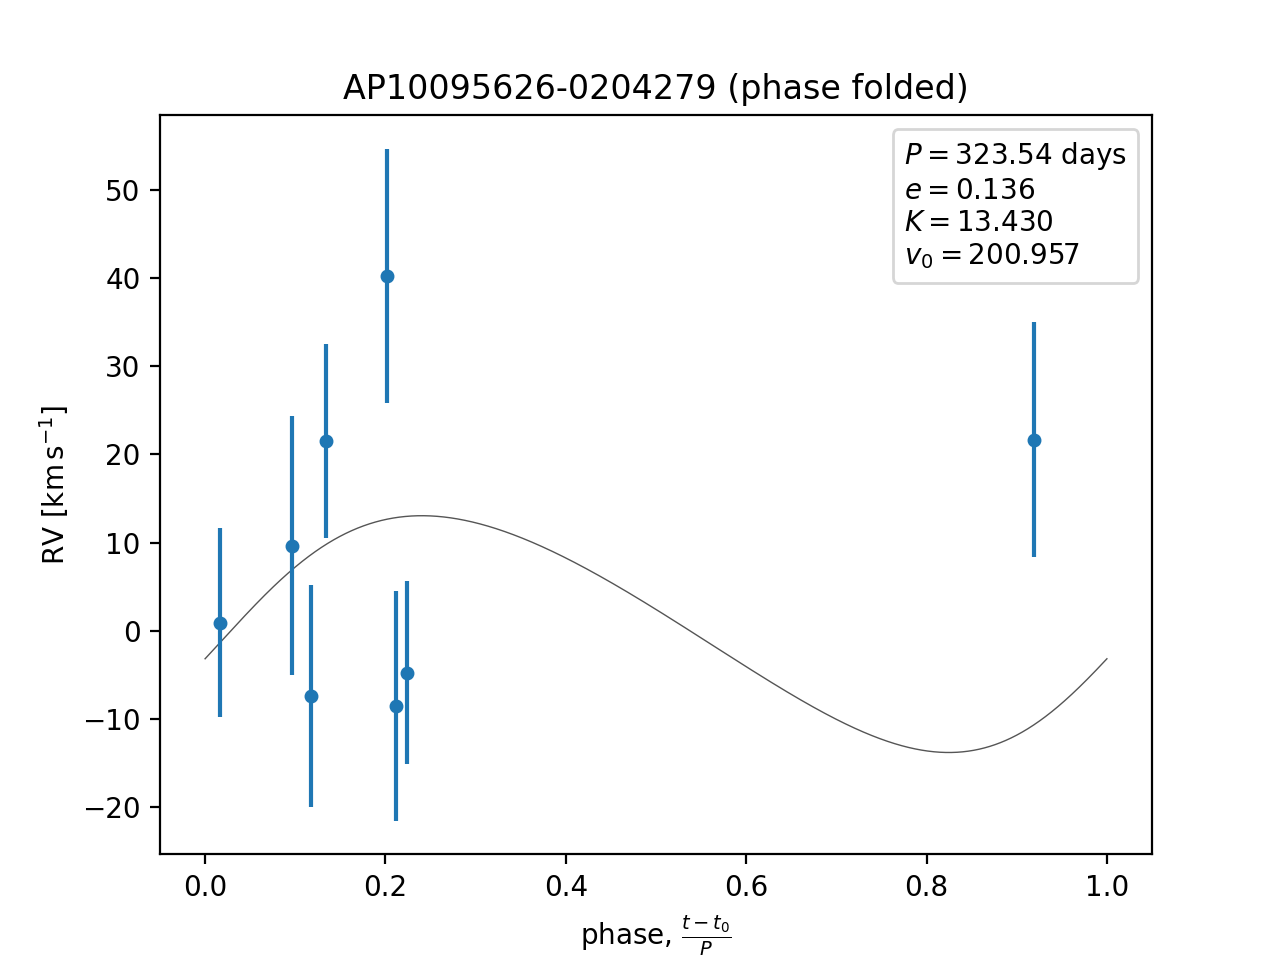 AP10095626-0204279 (phase folded)
P = 323.54 days
e = 0.136
K = 13.430
v₀ = 200.957
50
40
30
20
10
0
−10
−20
RV [km s⁻¹]
0.0 0.2 0.4 0.6 0.8 1.0
phase, (t − t₀)/P